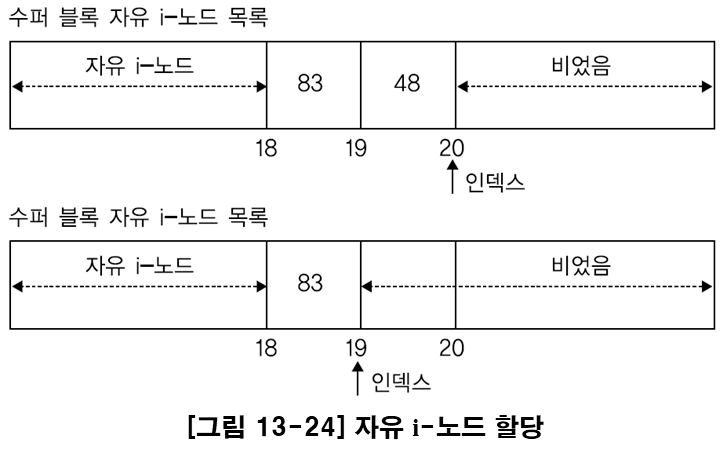 수퍼 블록 자유 i-노드 목록
자유 i-노드 83 48 비었음
18 19 20
인덱스
수퍼 블록 자유 i-노드 목록
자유 i-노드 83 비었음
18 19 20
인덱스
[그림 13-24] 자유 i-노드 할당